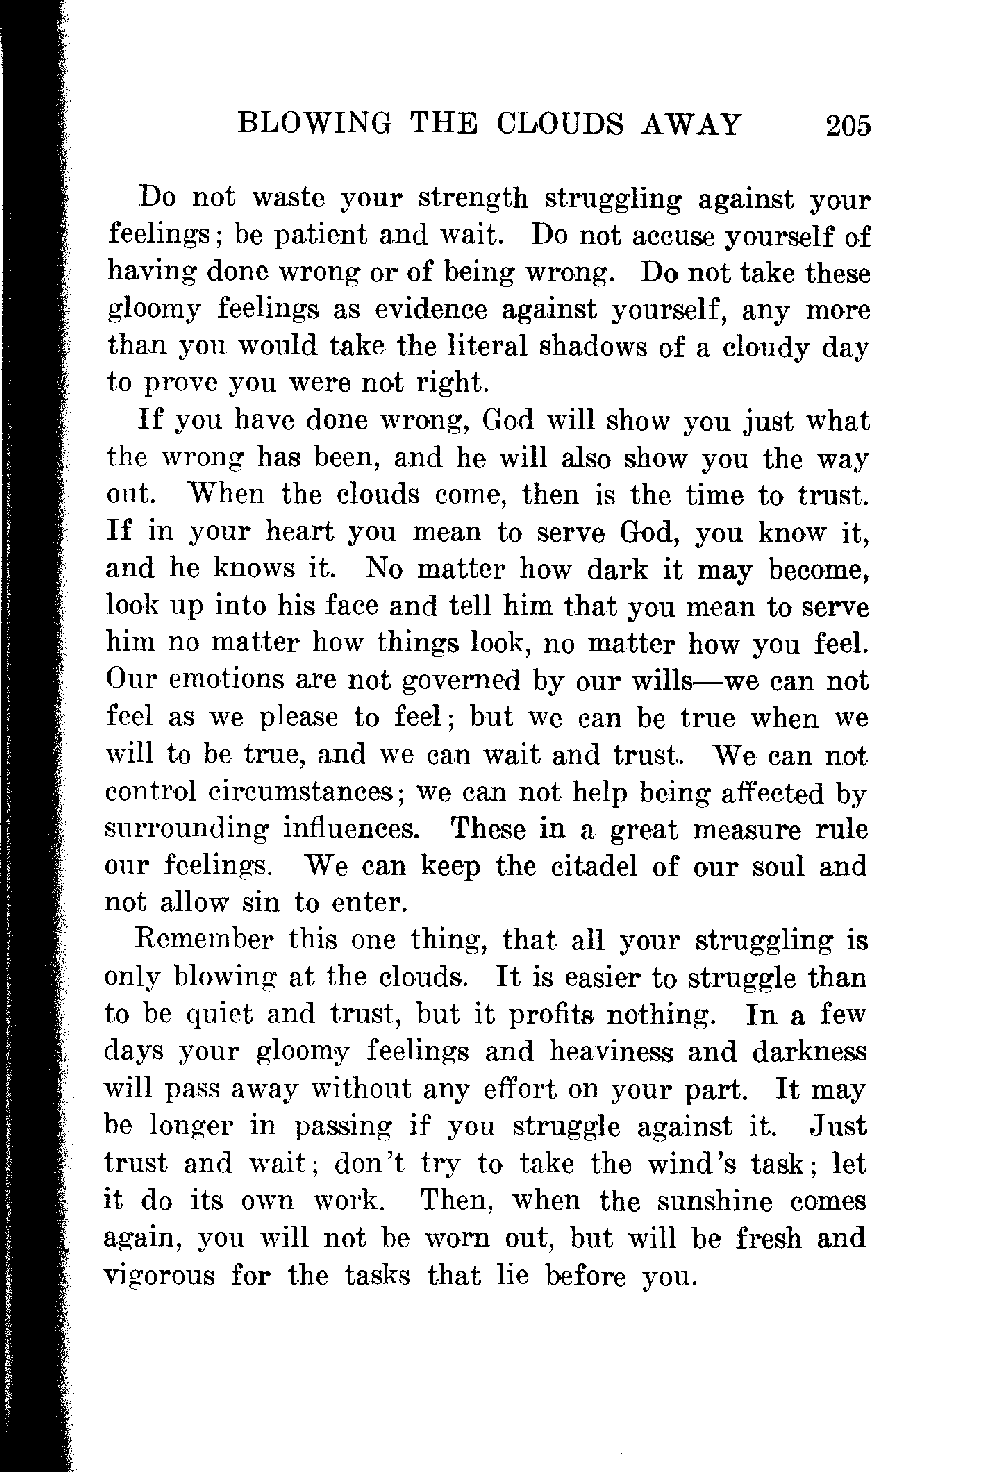 BLOWING THE CLOUDS AWAY 205
Do not waste your strength struggling against your
feelings; be patient and wait. Do not accuse yourself of
having done wrong or of being wrong. Do not take these
gloomy feelings as evidence against yourself, any more
than you would take the literal shadows of a cloudy day
to prove you were not right.
If you have done wrong, God will show you just what
the wrong has been, and he will also show you the way
out. When the clouds come, then is the time to trust.
If in your heart you mean to serve God, you know it,
and he knows it. No matter how dark it may become,
look up into his face and tell him that you mean to serve
him no matter how things look, no matter how you feel.
Our emotions are not governed by our wills—we can not
feel as we please to feel; but we can be true when we
will to be true, and we can wait and trust. We can not
control circumstances; we can not help being affected by
surrounding influences. These in a great measure rule
our feelings. We can keep the citadel of our soul and
not allow sin to enter.
Remember this one thing, that all your struggling is
only blowing at the clouds. It is easier to struggle than
to be quiet and trust, but it profits nothing. In a few
days your gloomy feelings and heaviness and darkness
will pass away without any effort on your part. It may
be longer in passing if you struggle against it. Just
trust and wait; don't try to take the wind's task; let
it do its own work. Then, when the sunshine comes
again, you will not be worn out, but will be fresh and
vigorous for the tasks that lie before you.